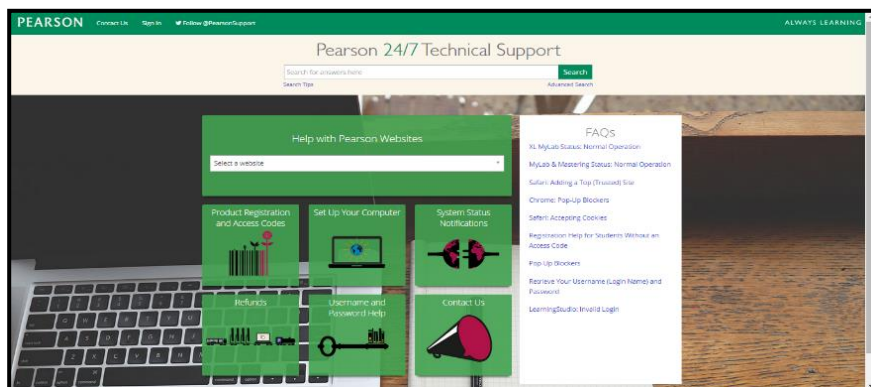 PEARSON Contact Us Sign In Follow @PearsonSupport ALWAYS LEARNING
Pearson 24/7 Technical Support
Search for answers here Search
Search Tips Advanced Search
Help with Pearson Websites
Select a website
Product Registration
and Access Codes
Set Up Your Computer
System Status
Notifications
Refunds
Username and
Password Help
Contact Us
FAQs
XL MyLab Status: Normal Operation
MyLab & Mastering Status: Normal Operation
Safari: Adding a Top (Trusted) Site
Chrome: Pop-Up Blockers
Safari: Accepting Cookies
Registration Help for Students Without an
Access Code
Pop-Up Blockers
Retrieve Your Username (Login Name) and
Password
LearningStudio: Invalid Login